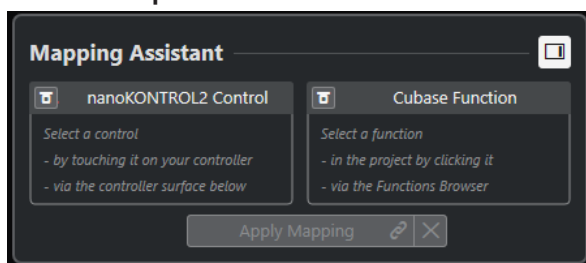 Mapping Assistant
nanoKONTROL2 Control
Select a control
- by touching it on your controller
- via the controller surface below
Cubase Function
Select a function
- in the project by clicking it
- via the Functions Browser
Apply Mapping